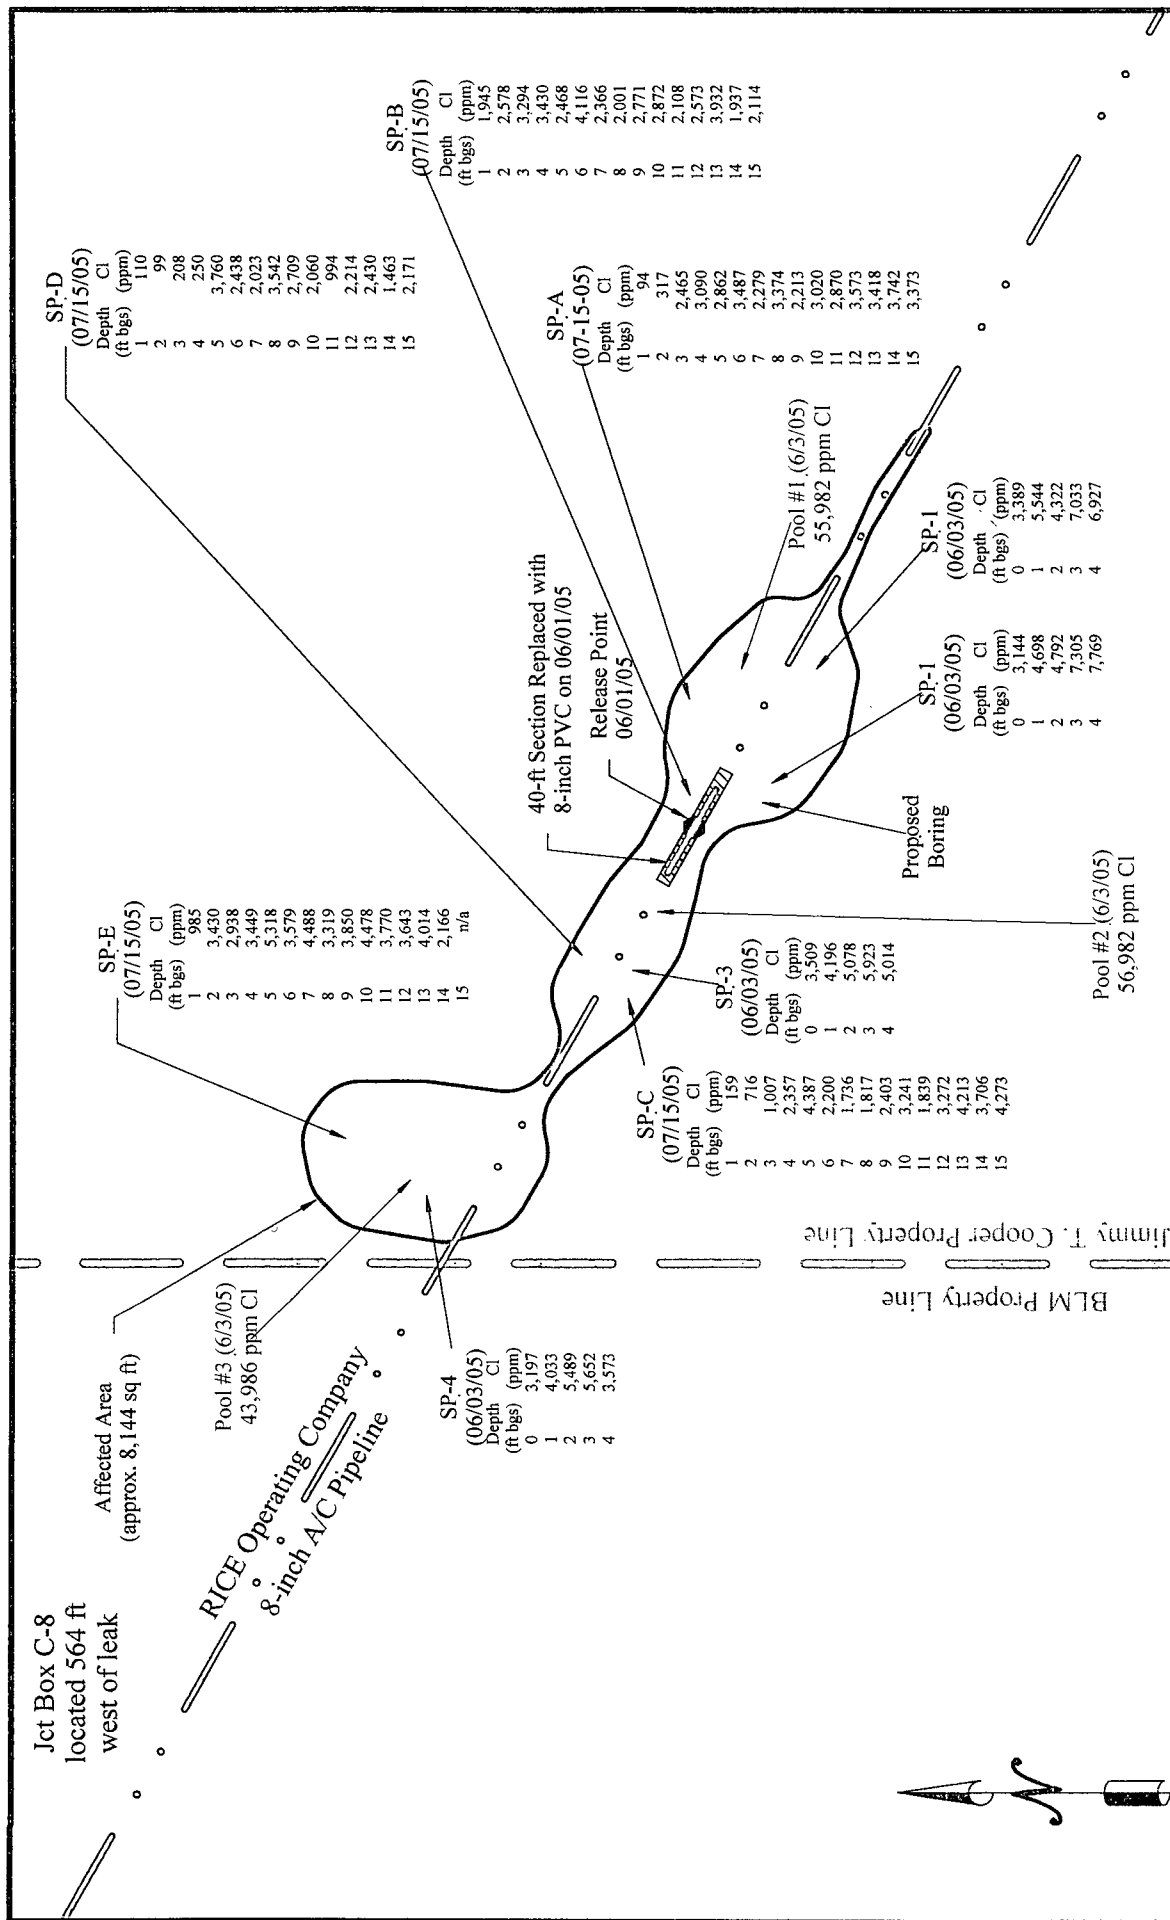 Jct Box C-8
located 564 ft
west of leak
Affected Area
(approx. 8,144 sq ft)
Pool #3 (6/3/05)
43,986 ppm Cl
RICE Operating Company
8-inch A/C Pipeline
SP-4
(06/03/05)
Depth Cl
(ft bgs) (ppm)
0 3,197
1 4,033
2 5,489
3 5,652
4 3,573
BLM Property Line
Jimmy T. Cooper Property Line
SP-E
(07/15/05)
Depth Cl
(ft bgs) (ppm)
1 985
2 3,430
3 2,938
4 3,449
5 5,318
6 3,579
7 4,488
8 3,319
9 3,850
10 4,478
11 3,770
12 3,643
13 4,014
14 2,166
15 n/a
SP-C
(07/15/05)
Depth Cl
(ft bgs) (ppm)
1 159
2 716
3 1,007
4 2,357
5 4,387
6 2,200
7 1,736
8 1,817
9 2,403
10 3,241
11 1,839
12 3,272
13 4,213
14 3,706
15 4,273
SP-3
(06/03/05)
Depth Cl
(ft bgs) (ppm)
0 3,509
1 4,196
2 5,078
3 5,923
4 5,014
Pool #2 (6/3/05)
56,982 ppm Cl
40-ft Section Replaced with
8-inch PVC on 06/01/05
Release Point
06/01/05
Proposed
Boring
SP-1
(06/03/05)
Depth Cl
(ft bgs) (ppm)
0 3,144
1 4,698
2 4,792
3 7,305
4 7,769
SP-1
(06/03/05)
Depth Cl
(ft bgs) (ppm)
0 3,389
1 5,544
2 4,322
3 7,033
4 6,927
Pool #1 (6/3/05)
55,982 ppm Cl
SP-D
(07/15/05)
Depth Cl
(ft bgs) (ppm)
1 110
2 99
3 208
4 250
5 3,760
6 2,438
7 2,023
8 3,542
9 2,709
10 2,060
11 994
12 2,214
13 2,430
14 1,463
15 2,171
SP-A
(07-15-05)
Depth Cl
(ft bgs) (ppm)
1 94
2 317
3 2,465
4 3,090
5 2,862
6 3,487
7 2,279
8 3,374
9 2,213
10 3,020
11 2,870
12 3,573
13 3,418
14 3,742
15 3,373
SP-B
(07/15/05)
Depth Cl
(ft bgs) (ppm)
1 1,945
2 2,578
3 3,294
4 3,430
5 2,468
6 4,116
7 2,366
8 2,001
9 2,771
10 2,872
11 2,108
12 2,573
13 3,932
14 1,937
15 2,114
N